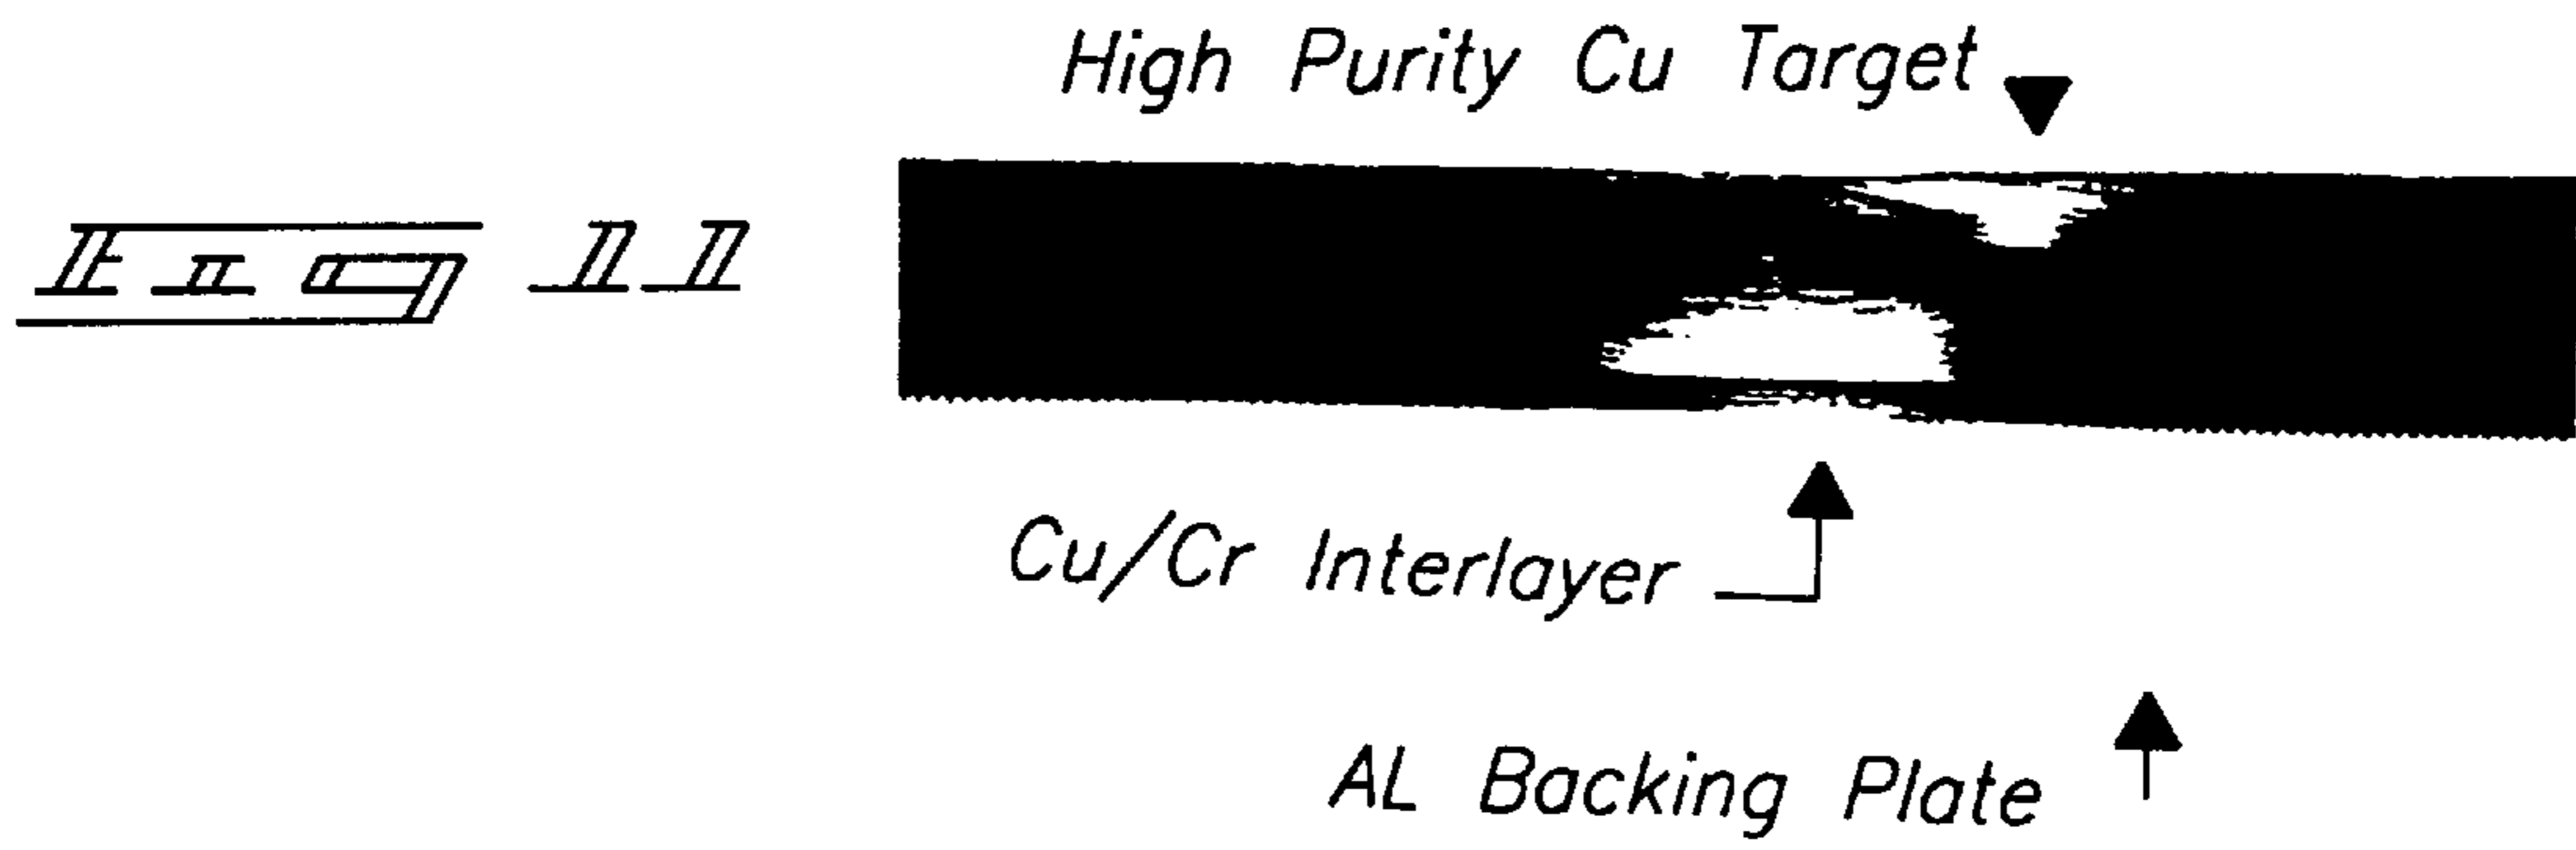 High Purity Cu Target
Fig 11
Cu/Cr Interlayer
AL Backing Plate